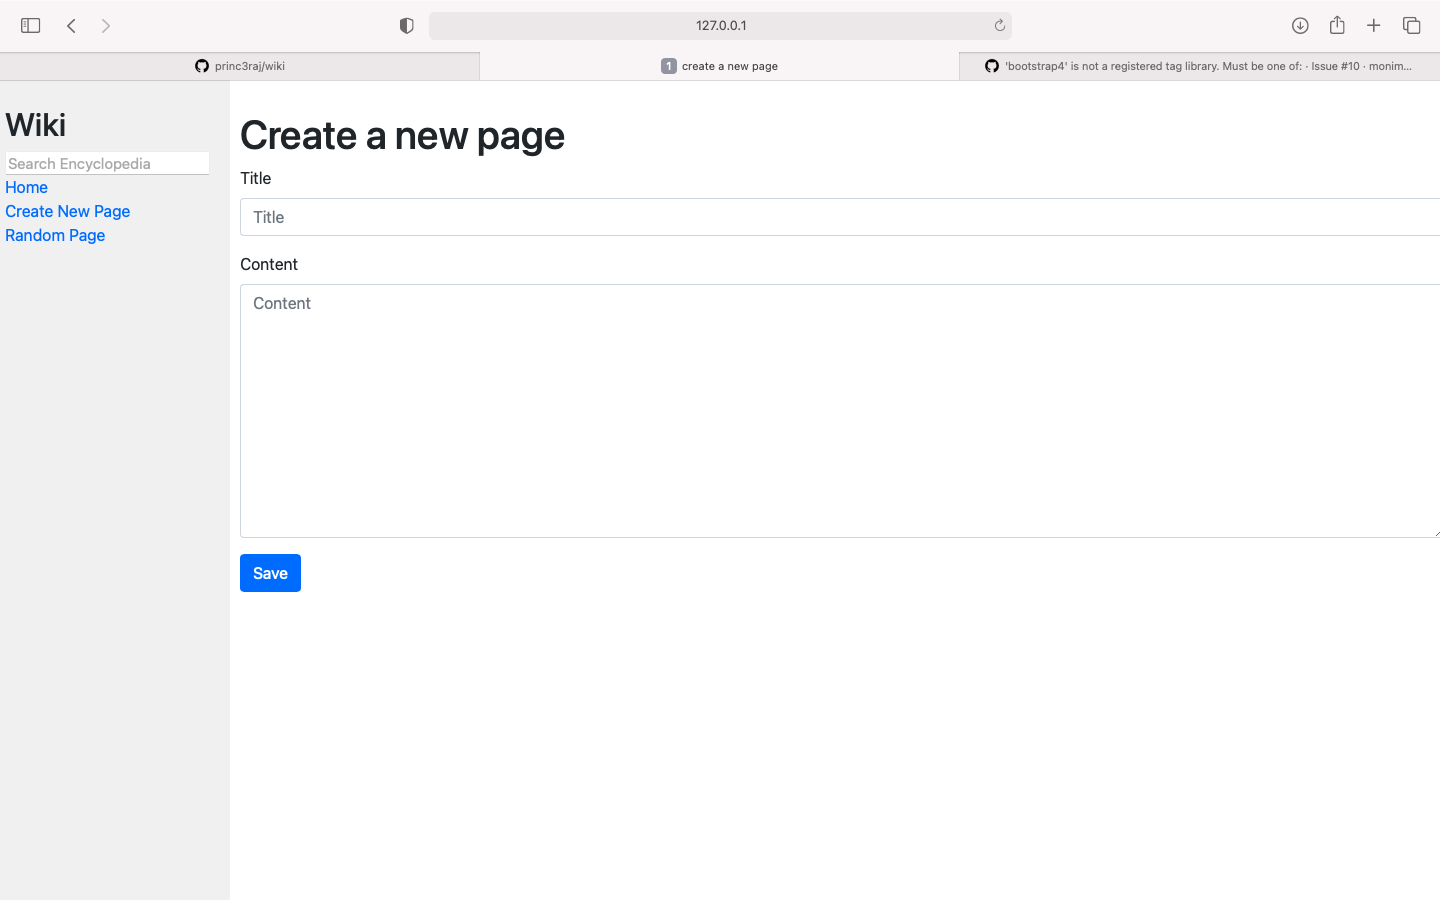 127.0.0.1
princ3raj/wiki
1 create a new page
'bootstrap4' is not a registered tag library. Must be one of: · Issue #10 · monim...
Wiki
Search Encyclopedia
Home
Create New Page
Random Page
Create a new page
Title
Title
Content
Content
Save